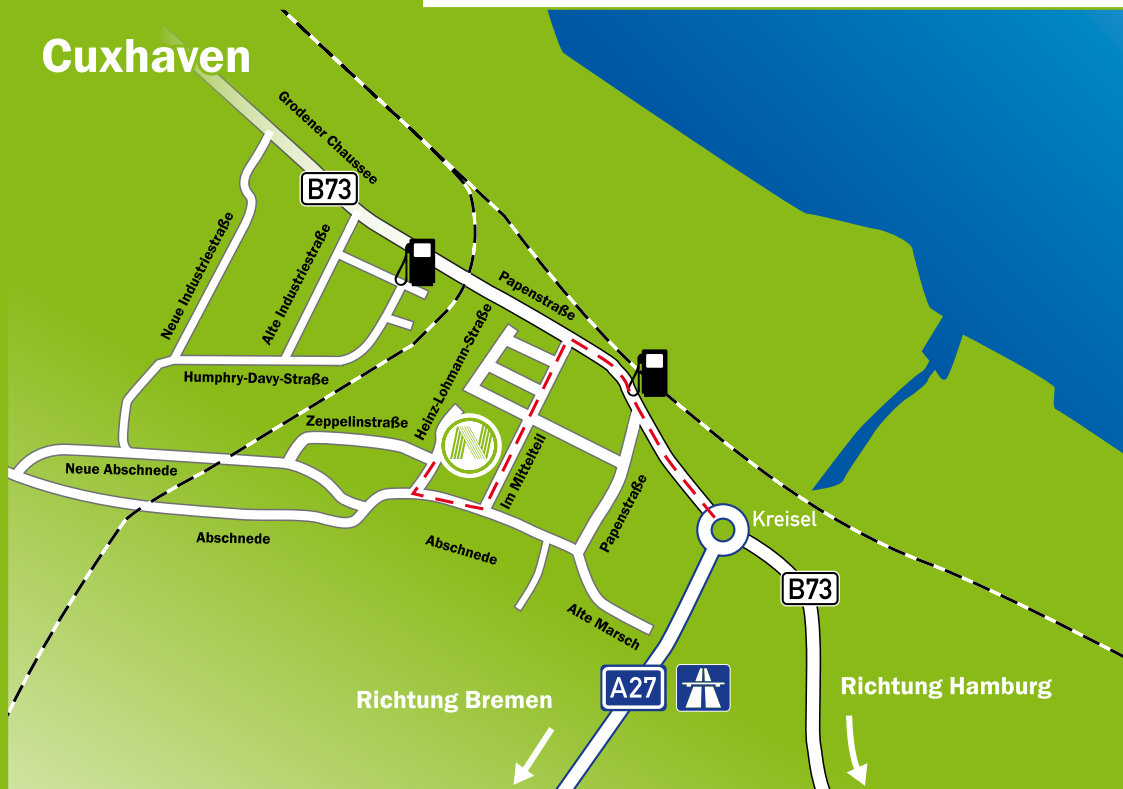 Cuxhaven
Grodener Chaussee
B73
Neue Industriestraße
Alte Industriestraße
Papenstraße
Heinz-Lohmann-Straße
Humphry-Davy-Straße
Zeppelinstraße
Neue Abschnede
Im Mittelteil
Papenstraße
Kreisel
Abschnede
Abschnede
B73
Alte Marsch
A27
Richtung Bremen
Richtung Hamburg